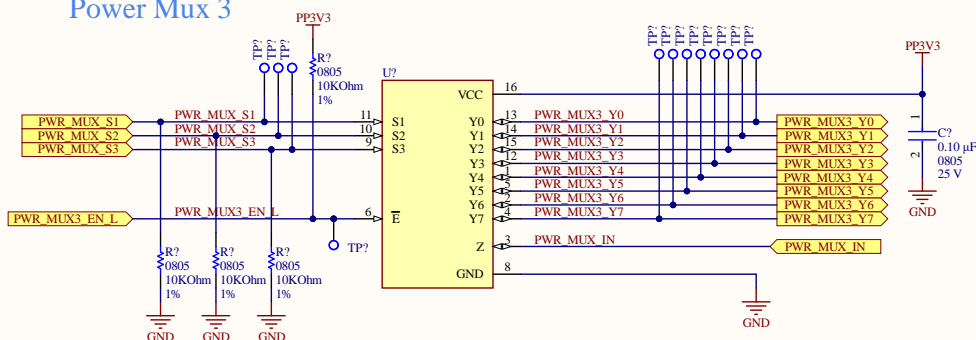 Power Mux 3
PP3V3
TP?
TP?
TP?
R?
0805
10KOhm
1%
U?
TP?
TP?
TP?
TP?
TP?
TP?
TP?
TP?
PP3V3
VCC 16
PWR_MUX_S1 PWR_MUX_S1 11 S1 Y0 13 PWR_MUX3_Y0 PWR_MUX3_Y0
PWR_MUX_S2 PWR_MUX_S2 10 S2 Y1 14 PWR_MUX3_Y1 PWR_MUX3_Y1
PWR_MUX_S3 PWR_MUX_S3 9 S3 Y2 15 PWR_MUX3_Y2 PWR_MUX3_Y2
Y3 12 PWR_MUX3_Y3 PWR_MUX3_Y3
Y4 1 PWR_MUX3_Y4 PWR_MUX3_Y4
Y5 5 PWR_MUX3_Y5 PWR_MUX3_Y5
Y6 2 PWR_MUX3_Y6 PWR_MUX3_Y6
PWR_MUX3_EN_L PWR_MUX3_EN_L 6 E Y7 4 PWR_MUX3_Y7 PWR_MUX3_Y7
1
2
C?
0.10 µF
0805
25 V
GND
TP?
Z 3 PWR_MUX_IN PWR_MUX_IN
GND 8
R?
0805
10KOhm
1%
R?
0805
10KOhm
1%
R?
0805
10KOhm
1%
GND
GND
GND
GND